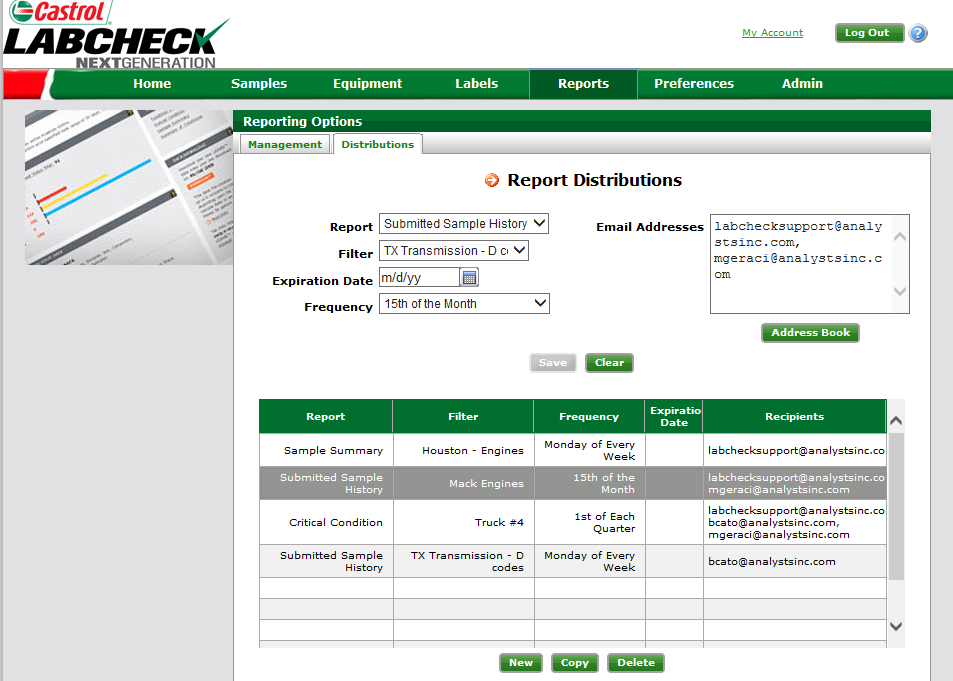 Castrol
LABCHECK
NEXTGENERATION
My Account
Log Out
?
Home Samples Equipment Labels Reports Preferences Admin
Reporting Options
Management Distributions
Report Distributions
Report Submitted Sample History
Filter TX Transmission - D c
Expiration Date m/d/yy
Frequency 15th of the Month
Email Addresses
labchecksupport@analy
stsinc.com,
mgeraci@analystsinc.c
om
Address Book
Save Clear
Report Filter Frequency Expiratio
Date Recipients
Sample Summary Houston - Engines Monday of Every
Week labchecksupport@analystsinc.co
Submitted Sample
History Mack Engines 15th of the
Month labchecksupport@analystsinc.co
mgeraci@analystsinc.com
Critical Condition Truck #4 1st of Each
Quarter labchecksupport@analystsinc.co
bcato@analystsinc.com,
mgeraci@analystsinc.com
Submitted Sample
History TX Transmission - D
codes Monday of Every
Week bcato@analystsinc.com
New Copy Delete